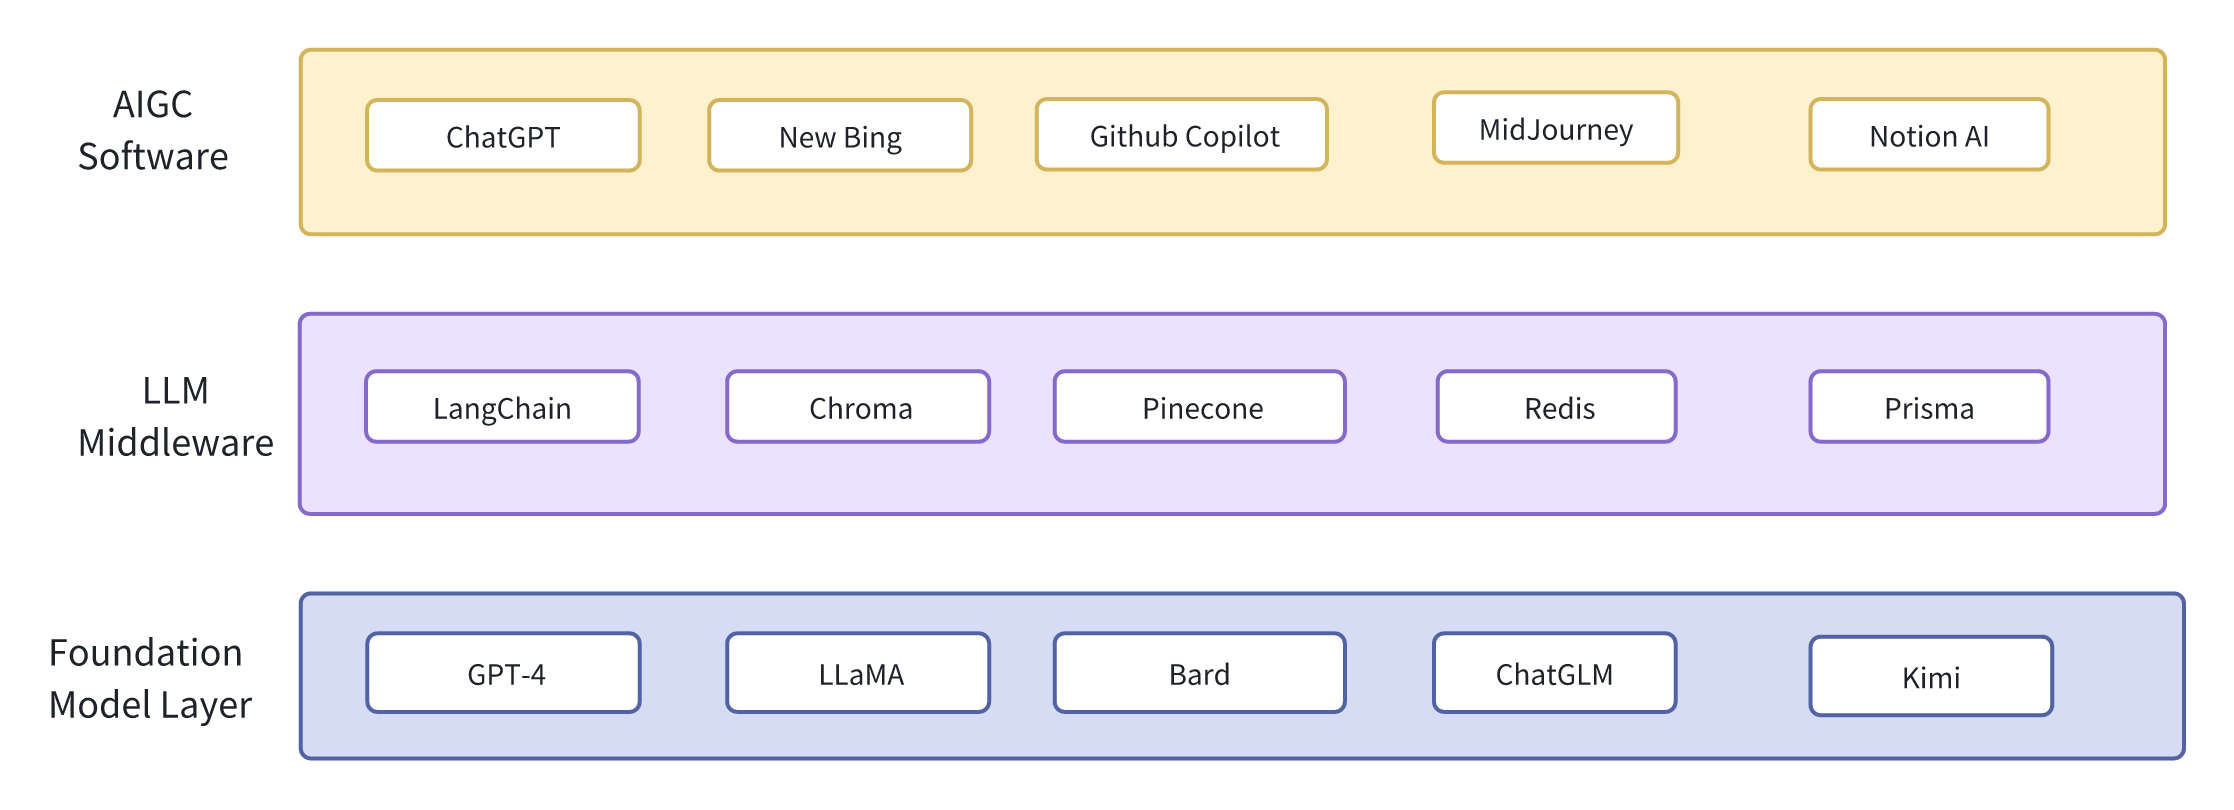 AIGC
Software
ChatGPT
New Bing
Github Copilot
MidJourney
Notion AI
LLM
Middleware
LangChain
Chroma
Pinecone
Redis
Prisma
Foundation
Model Layer
GPT-4
LLaMA
Bard
ChatGLM
Kimi